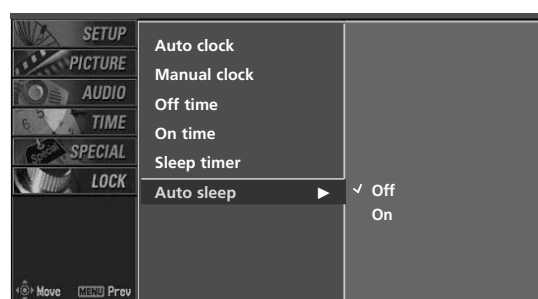 SETUP
PICTURE
AUDIO
TIME
SPECIAL
LOCK
Move MENU Prev
Auto clock
Manual clock
Off time
On time
Sleep timer
Auto sleep ▶
✓ Off
On